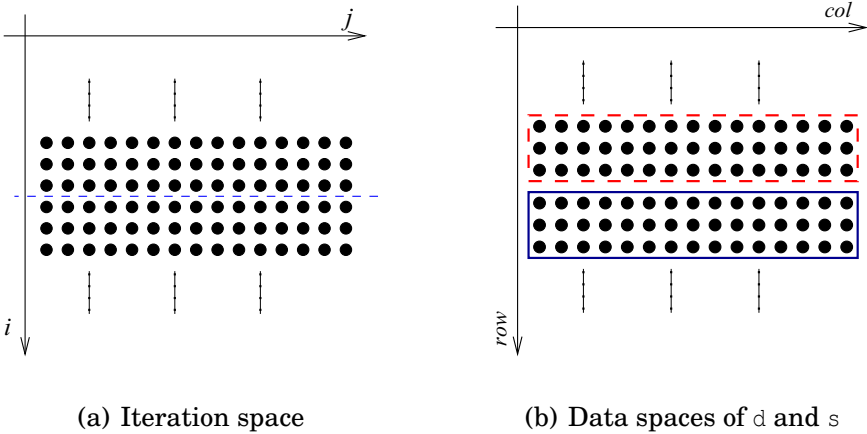 j
col
i
row
(a) Iteration space
(b) Data spaces of d and s